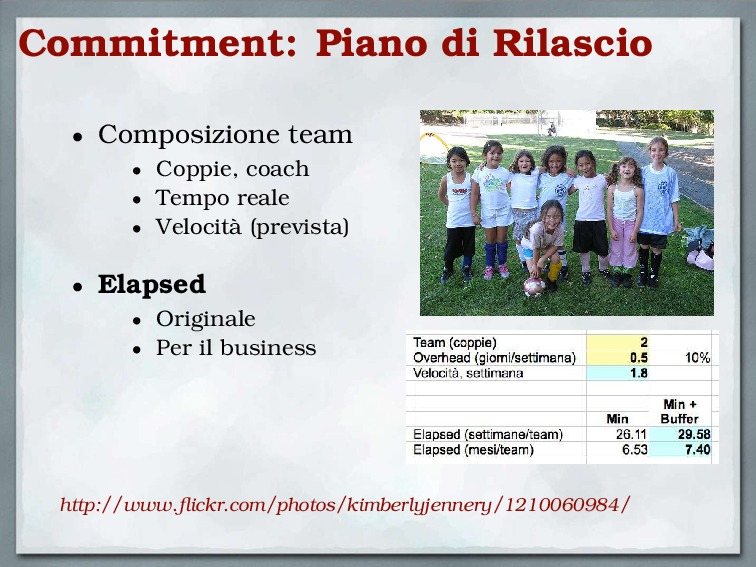 Commitment: Piano di Rilascio
• Composizione team
• Coppie, coach
• Tempo reale
• Velocità (prevista)
• Elapsed
• Originale
• Per il business
Team (coppie) 2
Overhead (giorni/settimana) 0.5 10%
Velocità, settimana 1.8
Min Min + Buffer
Elapsed (settimane/team) 26.11 29.58
Elapsed (mesi/team) 6.53 7.40
http://www.flickr.com/photos/kimberlyjennery/1210060984/